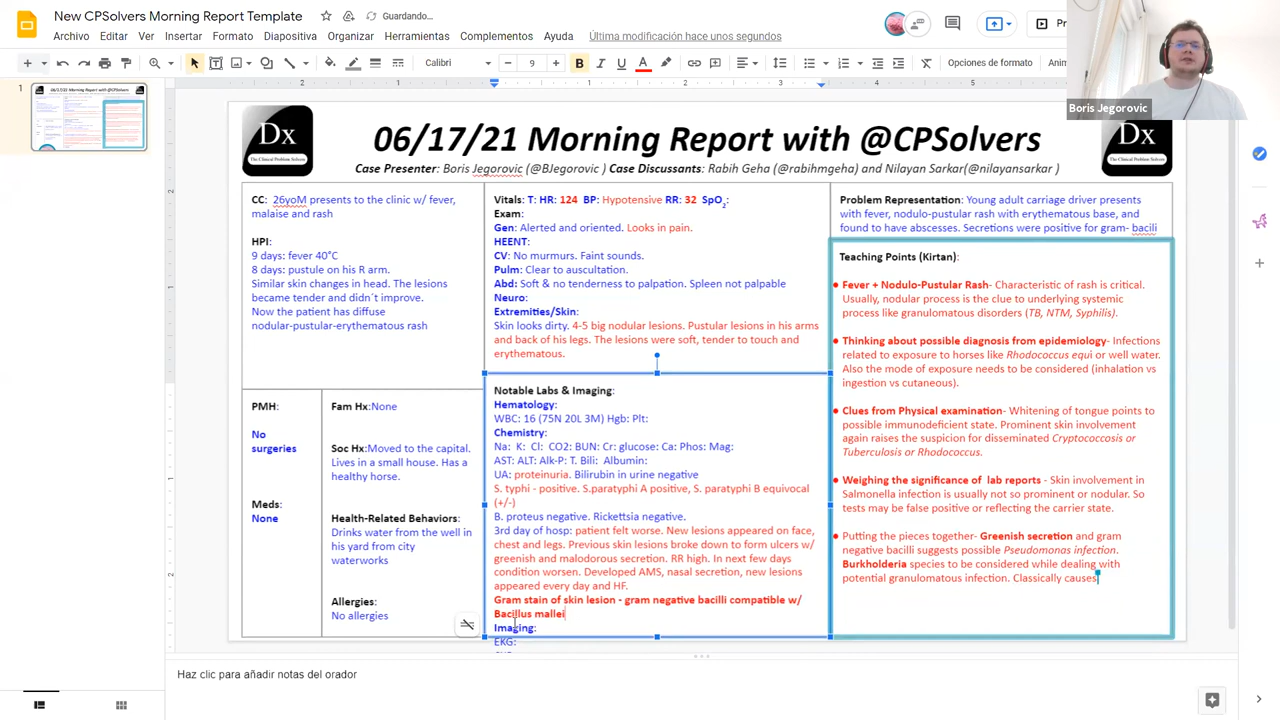 New CPSolvers Morning Report Template
Guardando...
Archivo Editar Ver Insertar Formato Diapositiva Organizar Herramientas Complementos Ayuda Última modificación hace unos segundos
Calibri 9 B I U A Opciones de formato Anim
Boris Jegorovic
1
Dx
The Clinical Problem Solvers
06/17/21 Morning Report with @CPSolvers
Case Presenter: Boris Jegorovic (@BJegorovic ) Case Discussants: Rabih Geha (@rabihmgeha) and Nilayan Sarkar(@nilayansarkar )
Dx
The Clinical Problem Solvers
CC: 26yoM presents to the clinic w/ fever,
malaise and rash
HPI:
9 days: fever 40°C
8 days: pustule on his R arm.
Similar skin changes in head. The lesions
became tender and didn´t improve.
Now the patient has diffuse
nodular-pustular-erythematous rash
PMH:
No
surgeries
Meds:
None
Fam Hx:None
Soc Hx:Moved to the capital.
Lives in a small house. Has a
healthy horse.
Health-Related Behaviors:
Drinks water from the well in
his yard from city
waterworks
Allergies:
No allergies
Vitals: T: HR: 124 BP: Hypotensive RR: 32 SpO2:
Exam:
Gen: Alerted and oriented. Looks in pain.
HEENT:
CV: No murmurs. Faint sounds.
Pulm: Clear to auscultation.
Abd: Soft & no tenderness to palpation. Spleen not palpable
Neuro:
Extremities/Skin:
Skin looks dirty. 4-5 big nodular lesions. Pustular lesions in his arms
and back of his legs. The lesions were soft, tender to touch and
erythematous.
Notable Labs & Imaging:
Hematology:
WBC: 16 (75N 20L 3M) Hgb: Plt:
Chemistry:
Na: K: Cl: CO2: BUN: Cr: glucose: Ca: Phos: Mag:
AST: ALT: Alk-P: T. Bili: Albumin:
UA: proteinuria. Bilirubin in urine negative
S. typhi - positive. S.paratyphi A positive, S. paratyphi B equivocal
(+/-)
B. proteus negative. Rickettsia negative.
3rd day of hosp: patient felt worse. New lesions appeared on face,
chest and legs. Previous skin lesions broke down to form ulcers w/
greenish and malodorous secretion. RR high. In next few days
condition worsen. Developed AMS, nasal secretion, new lesions
appeared every day and HF.
Gram stain of skin lesion - gram negative bacilli compatible w/
Bacillus mallei
Imaging:
EKG:
Problem Representation: Young adult carriage driver presents
with fever, nodulo-pustular rash with erythematous base, and
found to have abscesses. Secretions were positive for gram- bacili
Teaching Points (Kirtan):
● Fever + Nodulo-Pustular Rash- Characteristic of rash is critical.
Usually, nodular process is the clue to underlying systemic
process like granulomatous disorders (TB, NTM, Syphilis).
● Thinking about possible diagnosis from epidemiology- Infections
related to exposure to horses like Rhodococcus equi or well water.
Also the mode of exposure needs to be considered (inhalation vs
ingestion vs cutaneous).
● Clues from Physical examination- Whitening of tongue points to
possible immunodeficient state. Prominent skin involvement
again raises the suspicion for disseminated Cryptococcosis or
Tuberculosis or Rhodococcus.
● Weighing the significance of lab reports - Skin involvement in
Salmonella infection is usually not so prominent or nodular. So
tests may be false positive or reflecting the carrier state.
● Putting the pieces together- Greenish secretion and gram
negative bacilli suggests possible Pseudomonas infection.
Burkholderia species to be considered while dealing with
potential granulomatous infection. Classically causes
Haz clic para añadir notas del orador